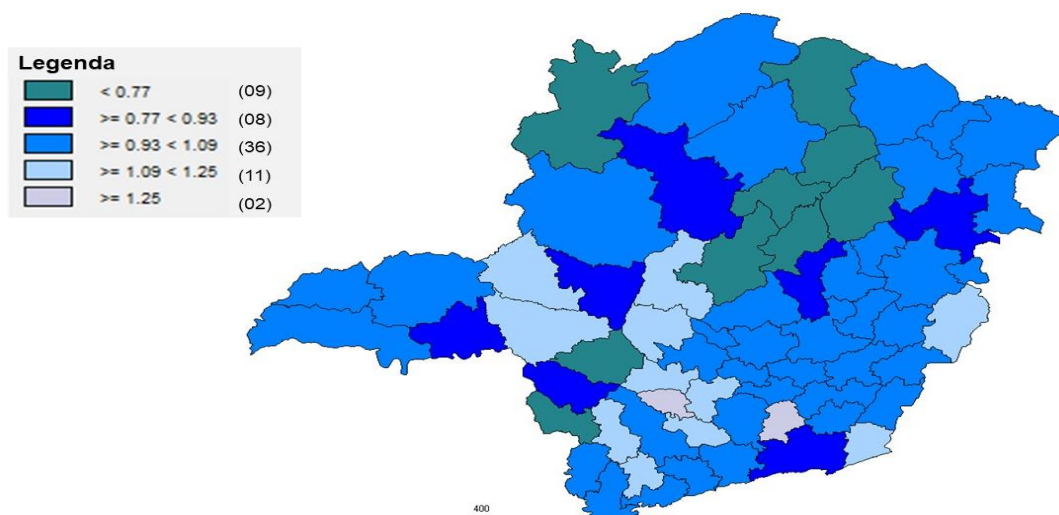 Legenda
< 0.77 (09)
>= 0.77 < 0.93 (08)
>= 0.93 < 1.09 (36)
>= 1.09 < 1.25 (11)
>= 1.25 (02)
400